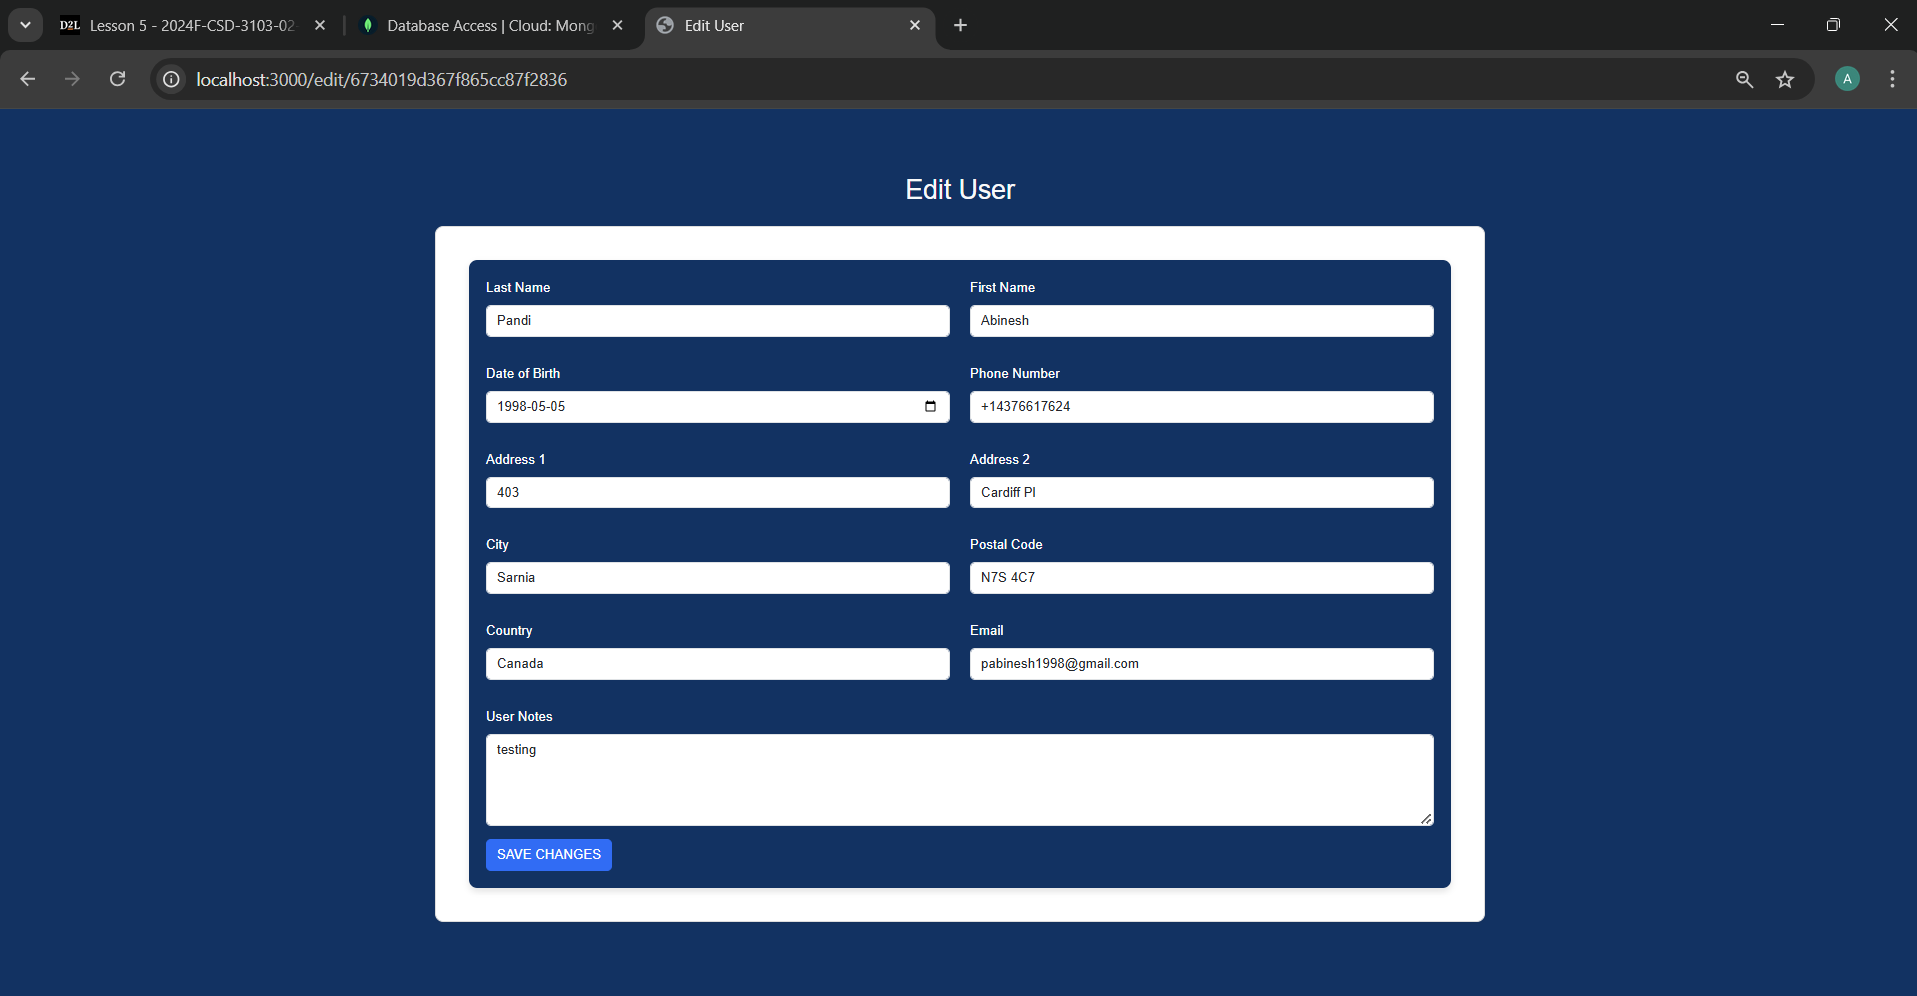 D2L Lesson 5 - 2024F-CSD-3103-02-
Database Access | Cloud: Mong
Edit User
localhost:3000/edit/6734019d367f865cc87f2836
A
Edit User
Last Name
First Name
Pandi
Abinesh
Date of Birth
Phone Number
1998-05-05
+14376617624
Address 1
Address 2
403
Cardiff Pl
City
Postal Code
Sarnia
N7S 4C7
Country
Email
Canada
pabinesh1998@gmail.com
User Notes
testing
SAVE CHANGES